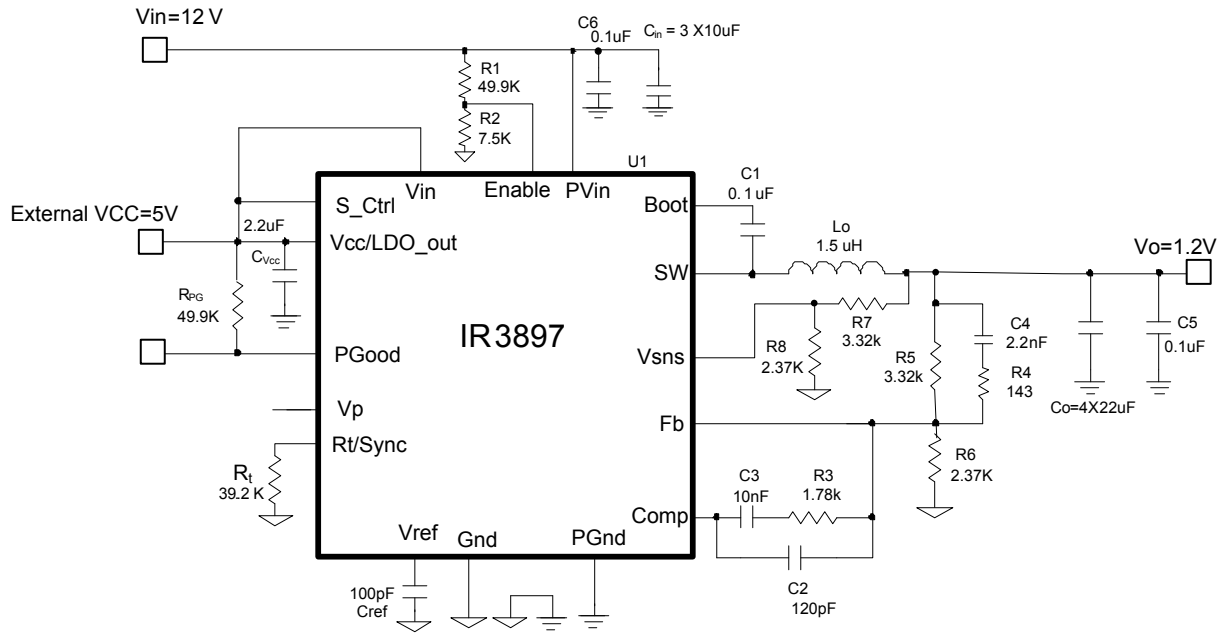 Vin=12 V
C6
0.1uF
Cin = 3 X10uF
R1
49.9K
R2
7.5K
U1
Vin
Enable
PVin
C1
0.1uF
S_Ctrl
Boot
External VCC=5V
2.2uF
Vcc/LDO_out
Lo
1.5 uH
Vo=1.2V
CVcc
SW
RPG
49.9K
IR3897
R7
3.32k
R8
2.37K
C4
2.2nF
C5
0.1uF
PGood
Vsns
R5
3.32k
R4
143
Vp
Fb
Co=4X22uF
Rt/Sync
Rt
39.2 K
R6
2.37K
C3
10nF
R3
1.78k
Comp
Vref
Gnd
PGnd
100pF
Cref
C2
120pF